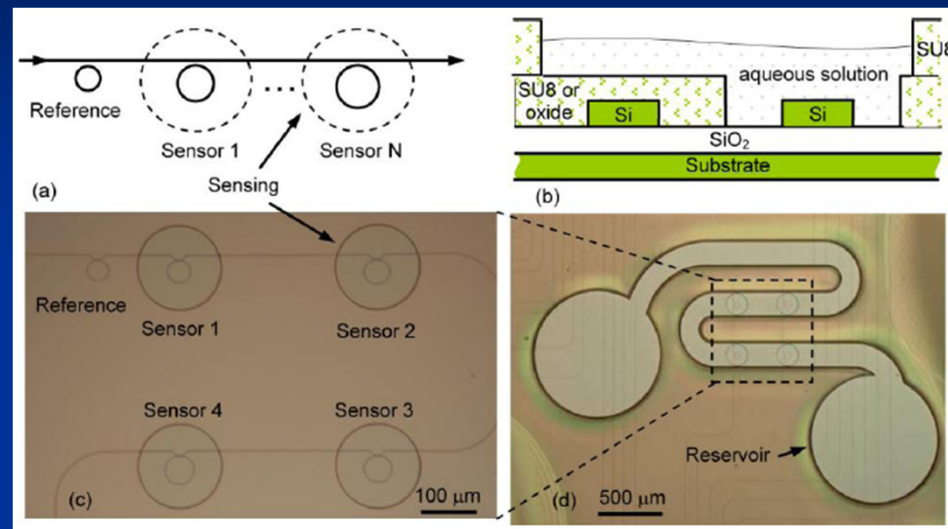 Reference
Sensor 1
Sensor N
Sensing
(a)
SU8
aqueous solution
SU8 or
oxide
Si
Si
SiO₂
Substrate
(b)
Reference
Sensor 1
Sensor 2
Sensor 4
Sensor 3
(c)
100 μm
Reservoir
(d)
500 μm